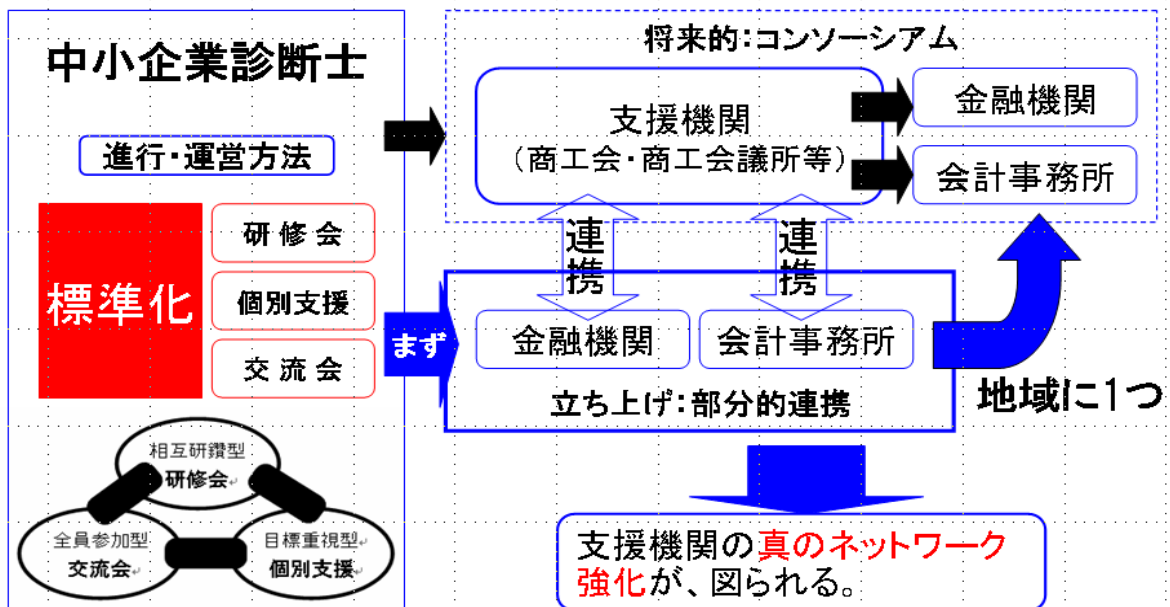 中小企業診断士
進行・運営方法
標準化
研修会
個別支援
交流会
相互研鑽型
研修会
全員参加型
交流会
目標重視型
個別支援
まず
将来的:コンソーシアム
支援機関
(商工会・商工会議所等)
金融機関
会計事務所
連携
連携
金融機関
会計事務所
立ち上げ:部分的連携
地域に1つ
支援機関の真のネットワーク
強化が、図られる。